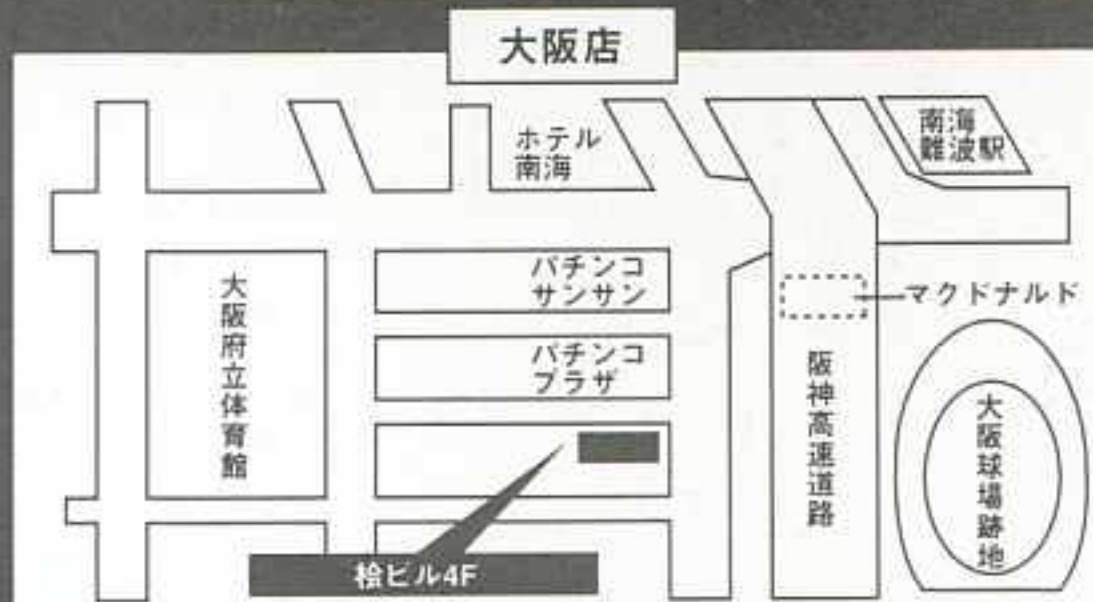 大阪店
ホテル
南海
南海
難波駅
パチンコ
サンサン
マクドナルド
大阪府立体育館
パチンコ
プラザ
阪神高速道路
大阪球場跡地
桧ビル4F